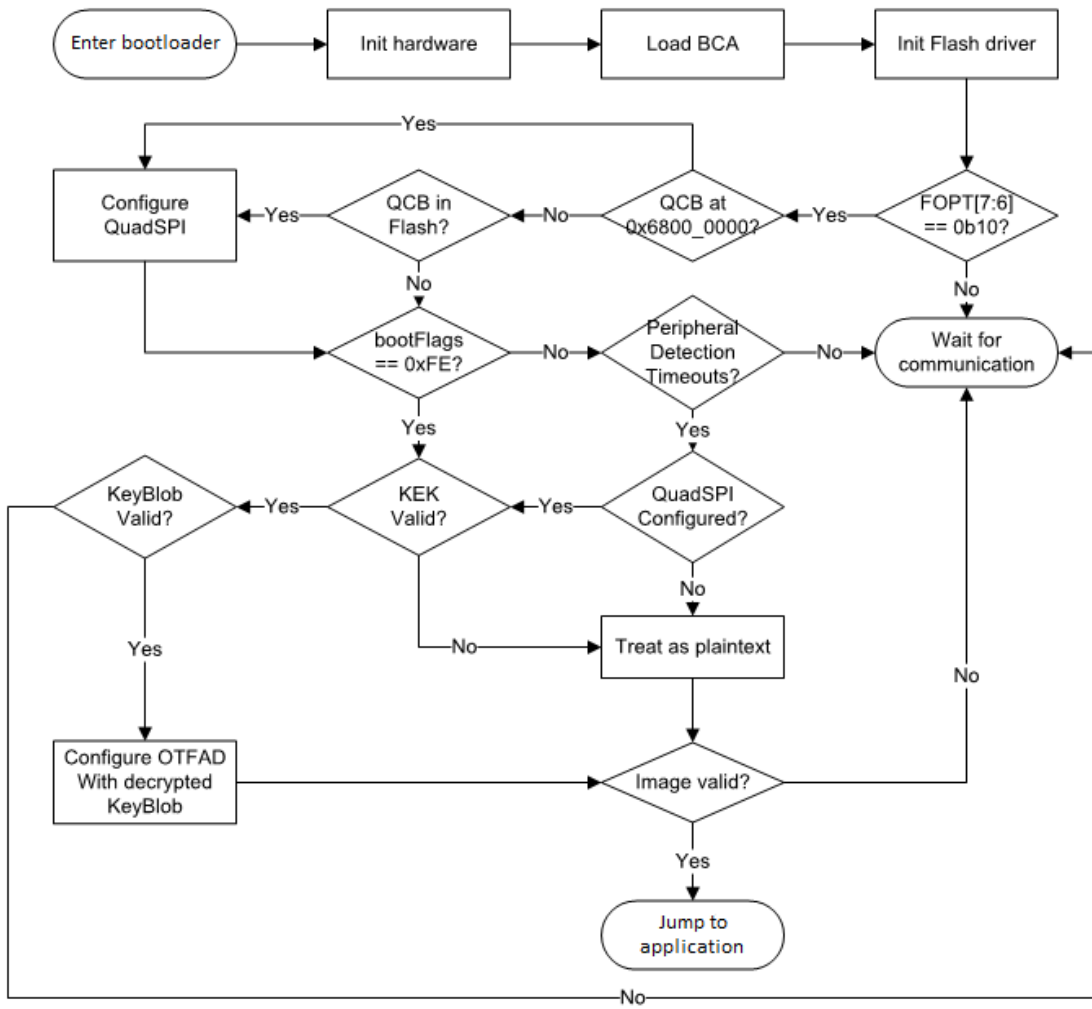 Enter bootloader
Init hardware
Load BCA
Init Flash driver
Yes
Configure
QuadSPI
Yes
QCB in
Flash?
No
QCB at
0x6800_0000?
Yes
FOPT[7:6]
== 0b10?
No
No
bootFlags
== 0xFE?
No
Peripheral
Detection
Timeouts?
No
Wait for
communication
Yes
Yes
KeyBlob
Valid?
Yes
KEK
Valid?
Yes
QuadSPI
Configured?
No
Yes
No
Treat as plaintext
No
Configure OTFAD
With decrypted
KeyBlob
Image valid?
Yes
Jump to
application
No